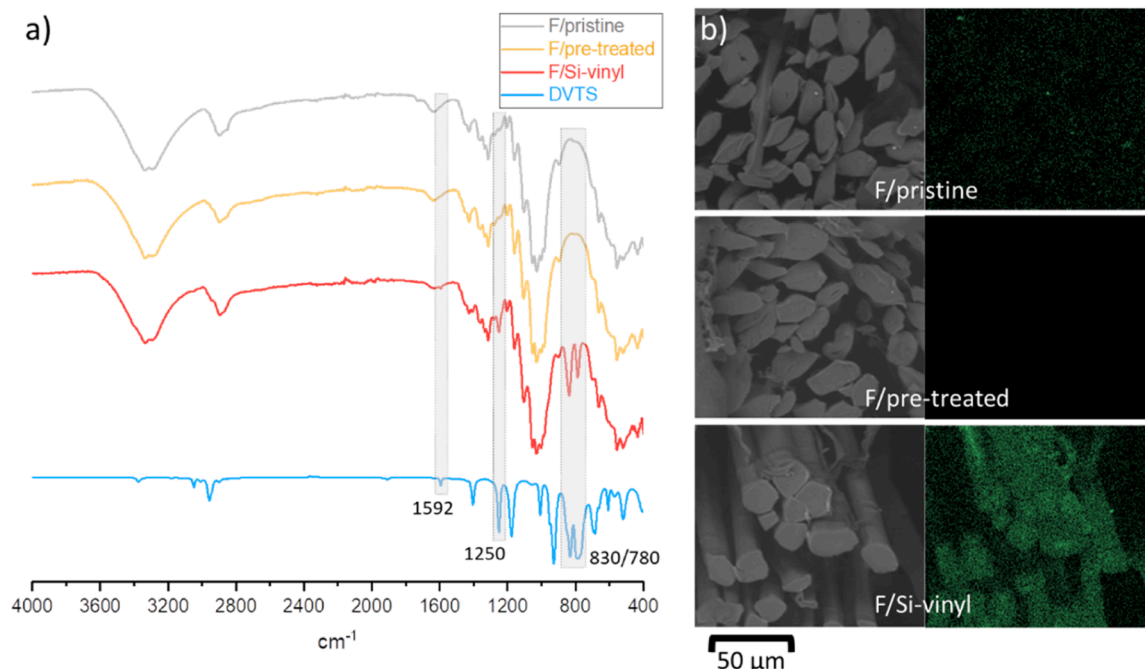 a)
F/pristine
F/pre-treated
F/Si-vinyl
DVTS
1592
1250
830/780
4000 3600 3200 2800 2400 2000 1600 1200 800 400
cm⁻¹
b)
F/pristine
F/pre-treated
F/Si-vinyl
50 µm